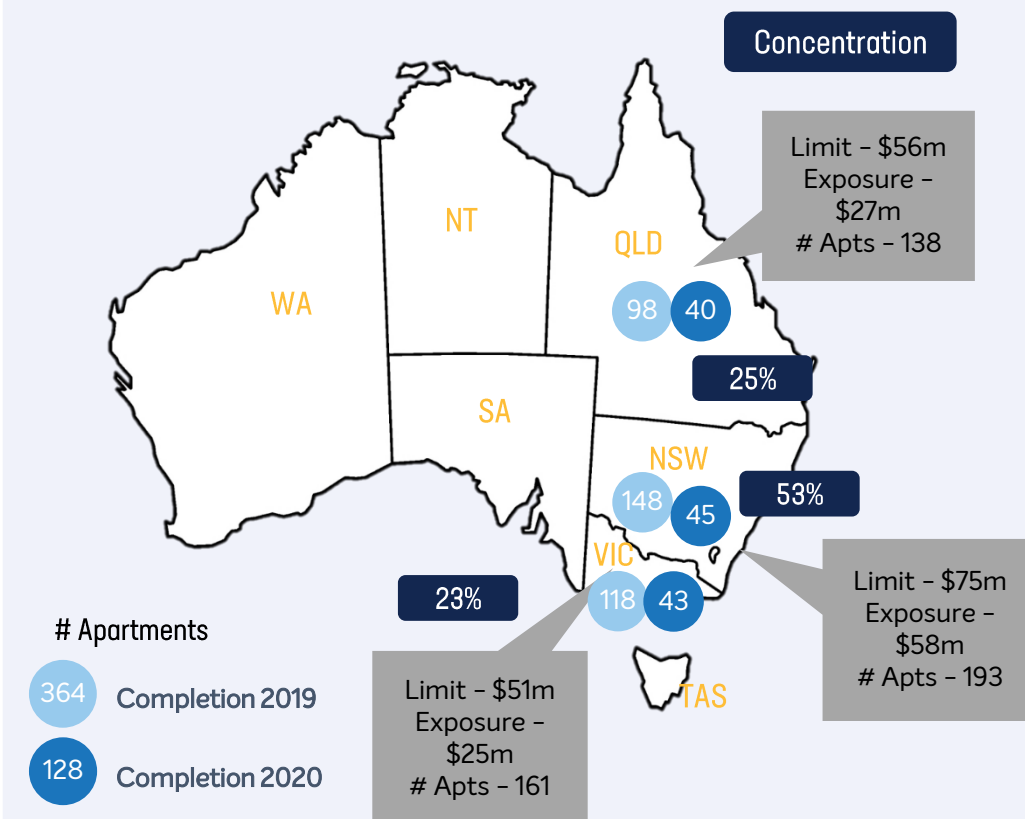 Concentration
Limit - $56m
Exposure -
$27m
# Apts - 138
NT
QLD
WA
98
40
25%
SA
NSW
148
45
53%
VIC
118
43
23%
Limit - $75m
Exposure -
$58m
# Apts - 193
# Apartments
364
Completion 2019
128
Completion 2020
Limit - $51m
Exposure -
$25m
# Apts - 161
TAS